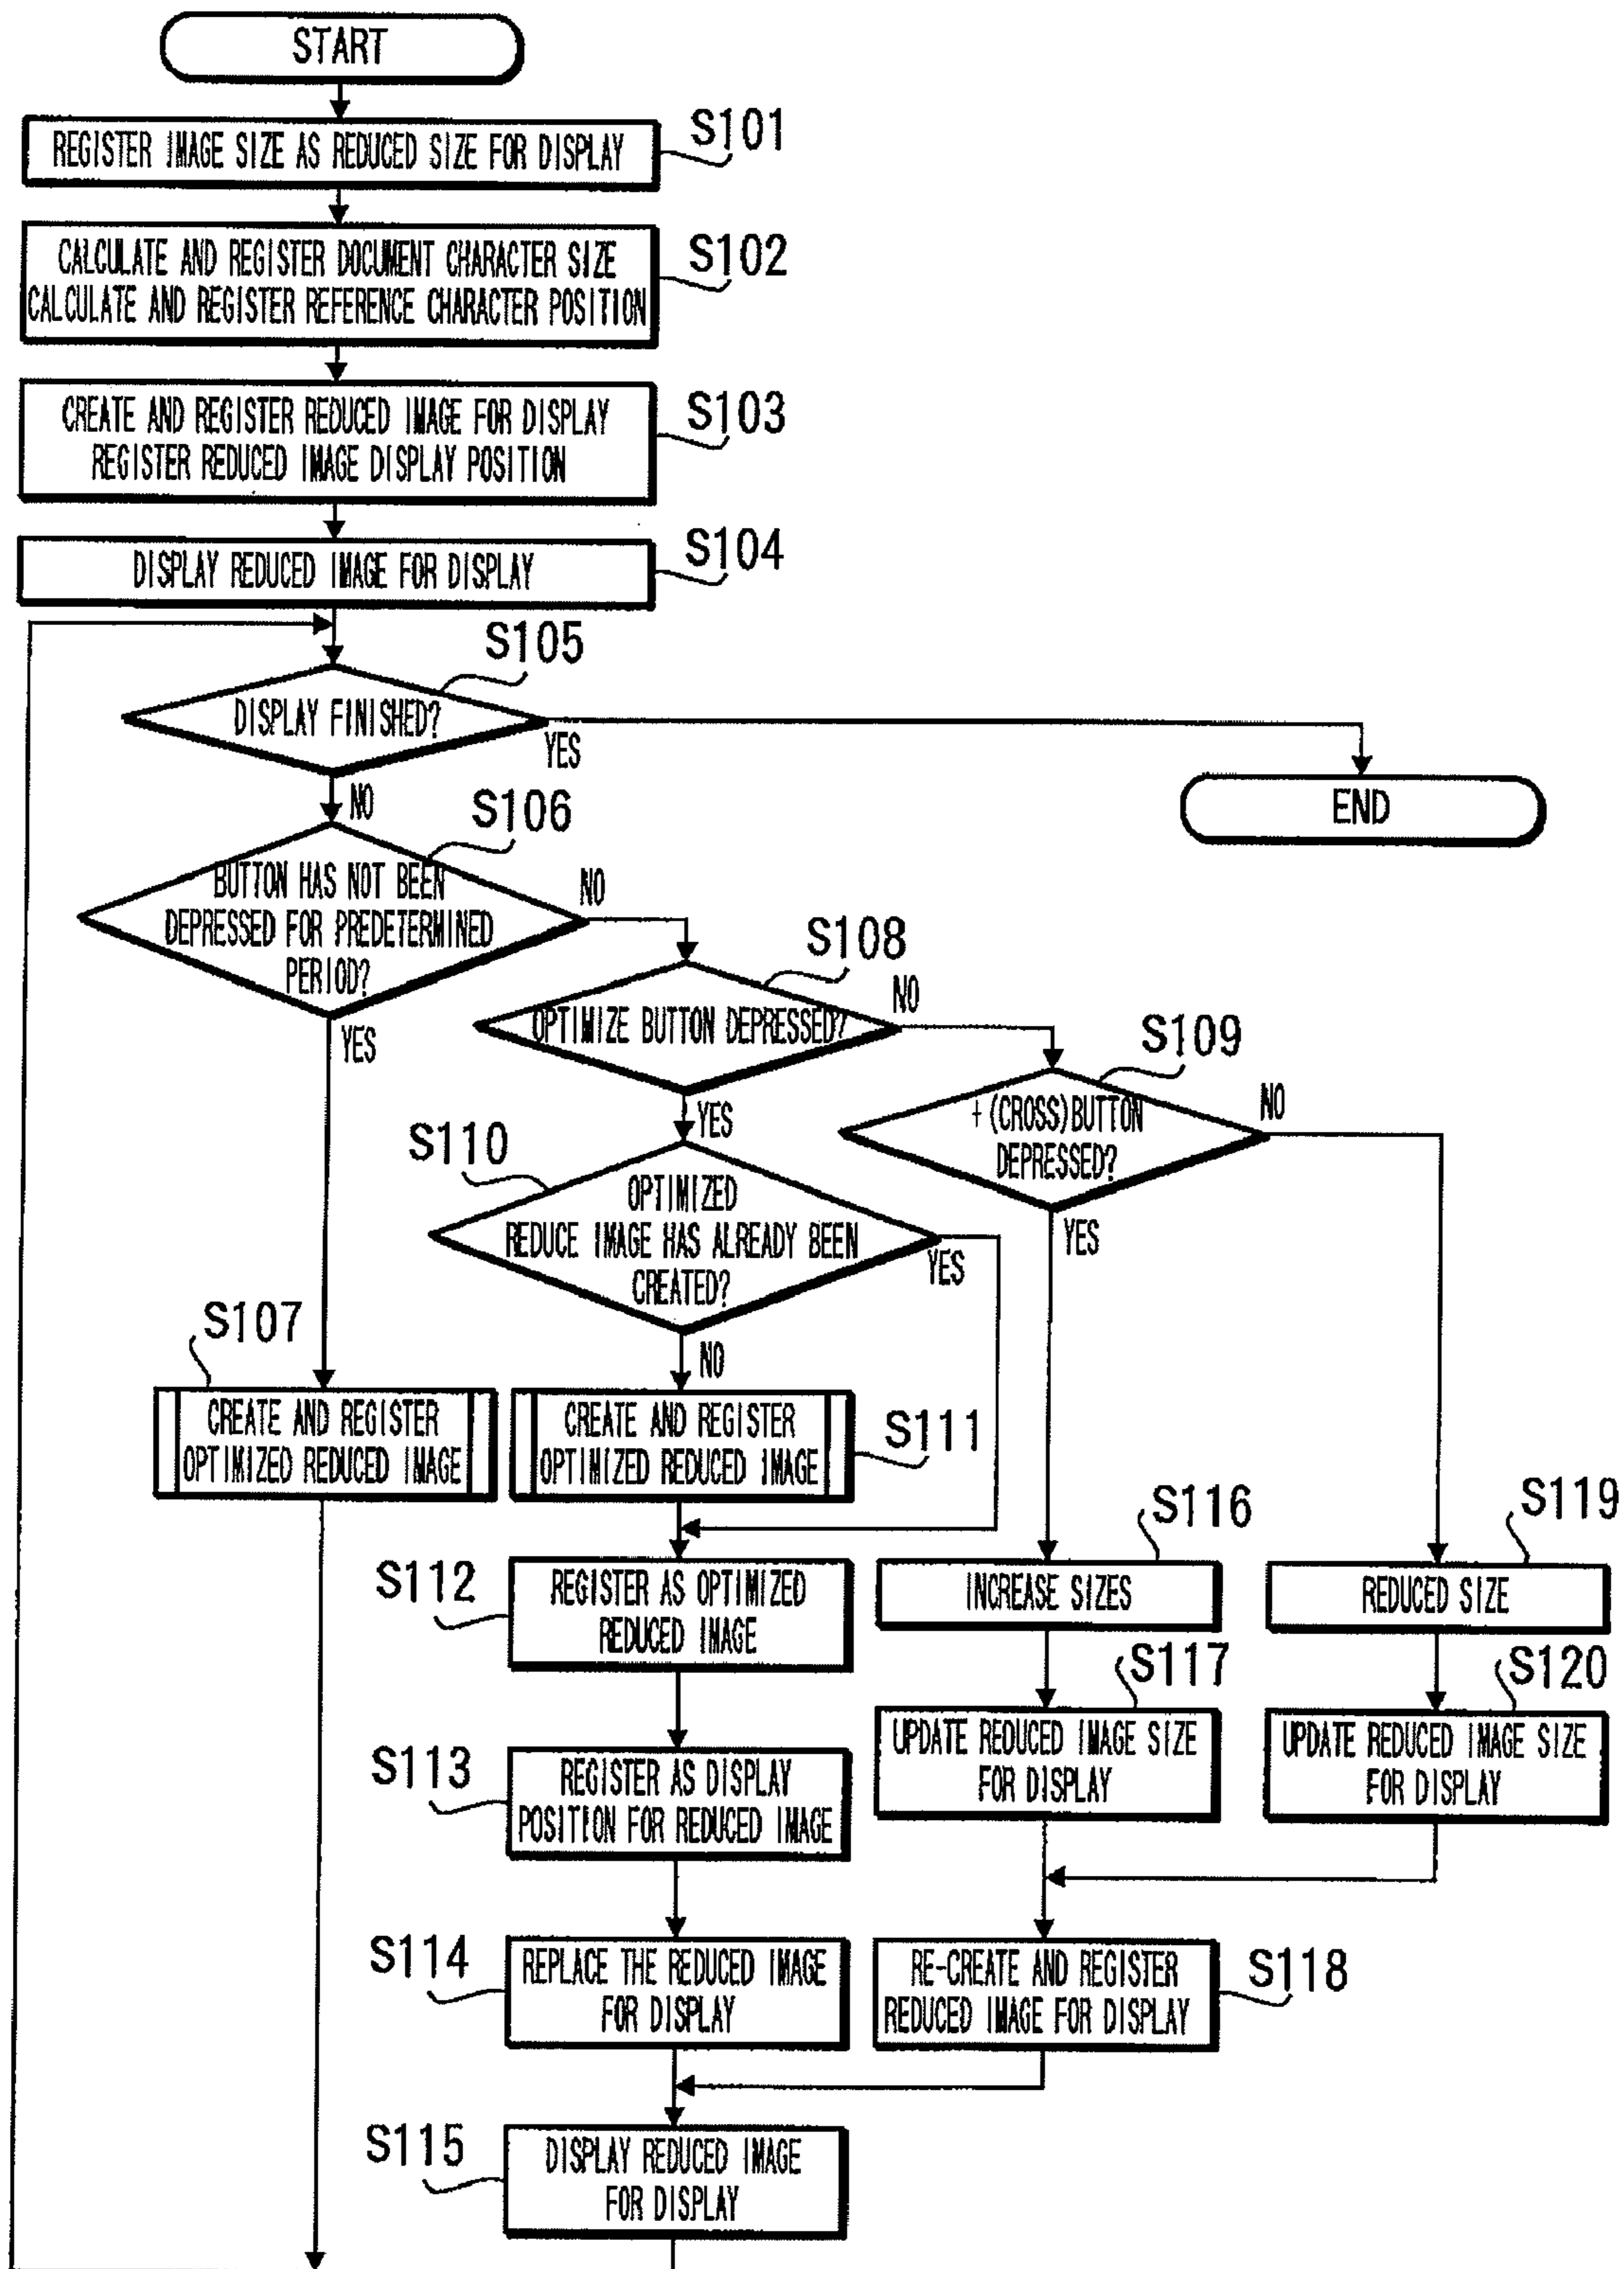 START
REGISTER IMAGE SIZE AS REDUCED SIZE FOR DISPLAY
S101
CALCULATE AND REGISTER DOCUMENT CHARACTER SIZE
CALCULATE AND REGISTER REFERENCE CHARACTER POSITION
S102
CREATE AND REGISTER REDUCED IMAGE FOR DISPLAY
REGISTER REDUCED IMAGE DISPLAY POSITION
S103
DISPLAY REDUCED IMAGE FOR DISPLAY
S104
S105
DISPLAY FINISHED?
YES
NO
END
S106
BUTTON HAS NOT BEEN
DEPRESSED FOR PREDETERMINED
PERIOD?
NO
YES
S108
OPTIMIZE BUTTON DEPRESSED?
NO
YES
S109
+(CROSS)BUTTON
DEPRESSED?
NO
YES
S110
OPTIMIZED
REDUCE IMAGE HAS ALREADY BEEN
CREATED?
YES
NO
S107
CREATE AND REGISTER
OPTIMIZED REDUCED IMAGE
CREATE AND REGISTER
OPTIMIZED REDUCED IMAGE
S111
S112
REGISTER AS OPTIMIZED
REDUCED IMAGE
S116
INCREASE SIZES
S119
REDUCED SIZE
S113
REGISTER AS DISPLAY
POSITION FOR REDUCED IMAGE
S117
UPDATE REDUCED IMAGE SIZE
FOR DISPLAY
S120
UPDATE REDUCED IMAGE SIZE
FOR DISPLAY
S114
REPLACE THE REDUCED IMAGE
FOR DISPLAY
RE-CREATE AND REGISTER
REDUCED IMAGE FOR DISPLAY
S118
S115
DISPLAY REDUCED IMAGE
FOR DISPLAY